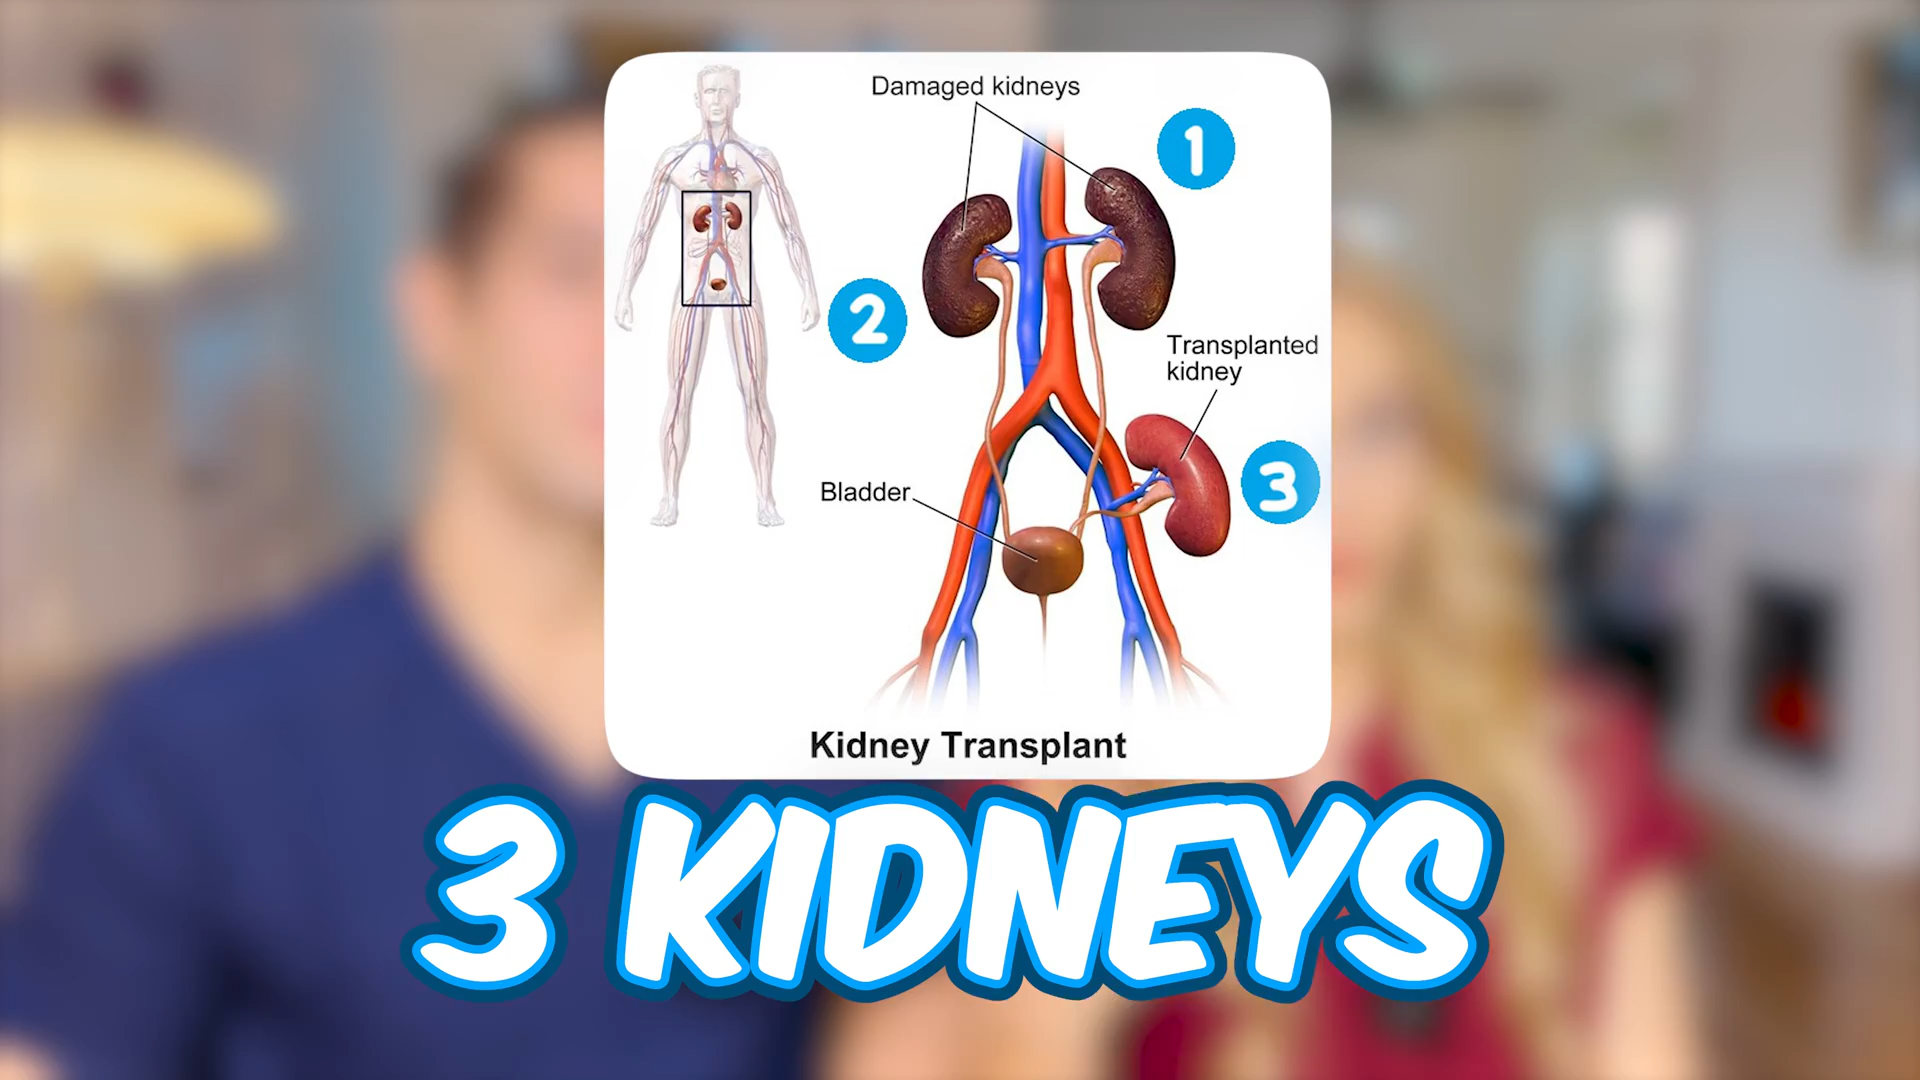 Damaged kidneys
1
2
Transplanted
kidney
3
Bladder
Kidney Transplant
3 KIDNEYS